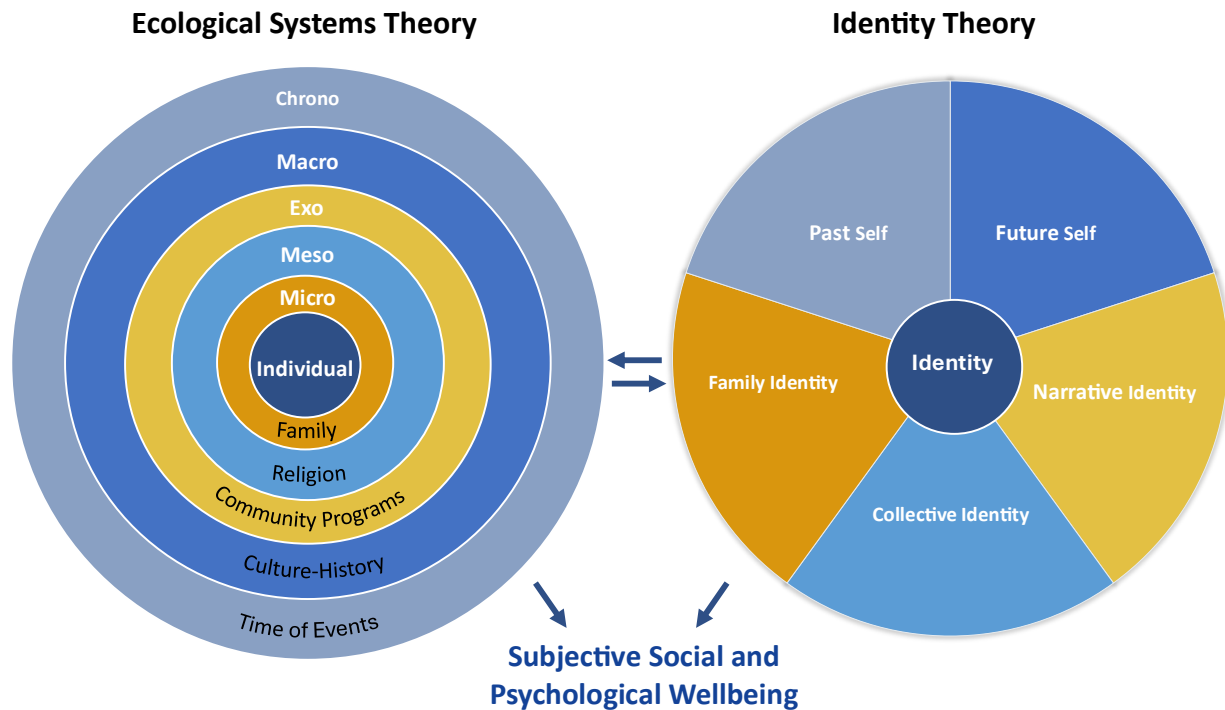 Ecological Systems Theory
Chrono
Macro
Exo
Meso
Micro
Individual
Family
Religion
Community Programs
Culture-History
Time of Events
Identity Theory
Past Self
Future Self
Family Identity
Identity
Narrative Identity
Collective Identity
Subjective Social and
Psychological Wellbeing